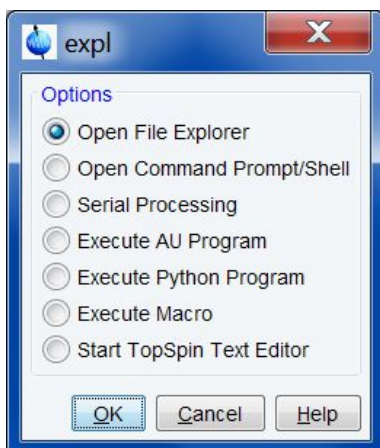 expl
Options
Open File Explorer
Open Command Prompt/Shell
Serial Processing
Execute AU Program
Execute Python Program
Execute Macro
Start TopSpin Text Editor
OK Cancel Help